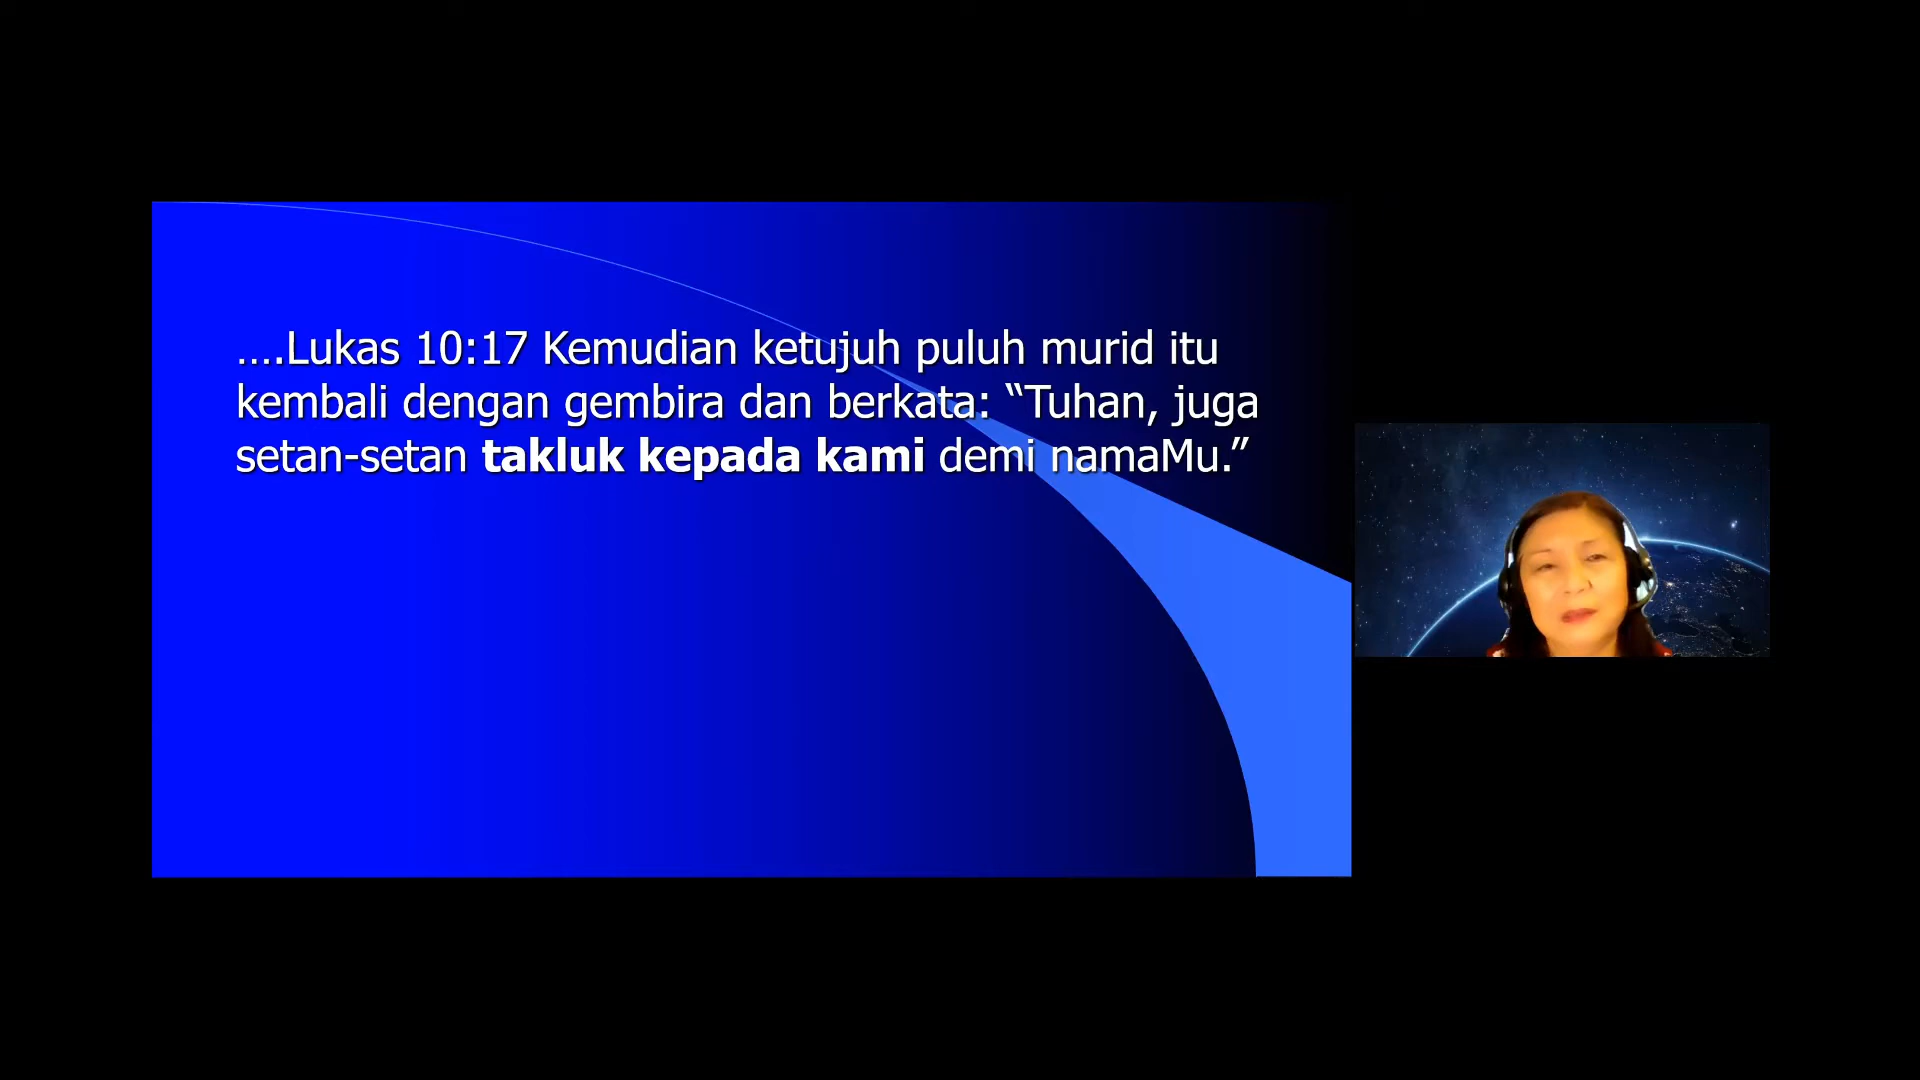 ….Lukas 10:17 Kemudian ketujuh puluh murid itu
kembali dengan gembira dan berkata: “Tuhan, juga
setan-setan takluk kepada kami demi namaMu.”